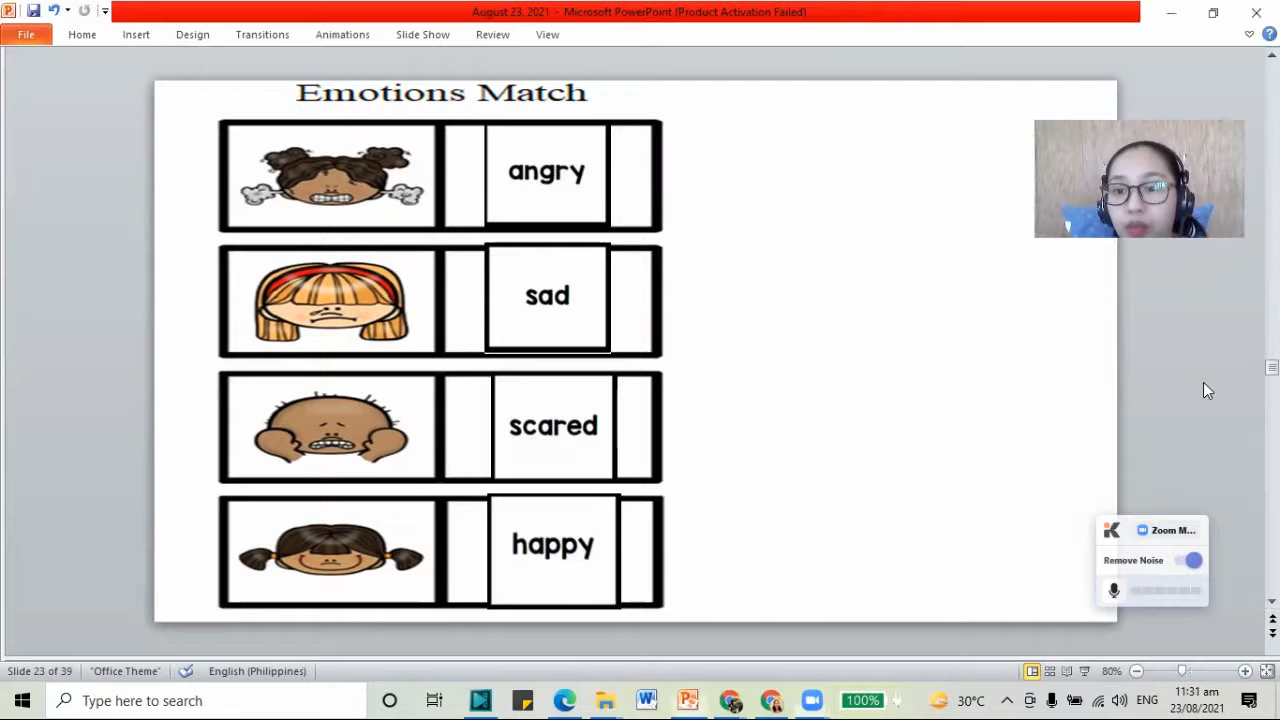 August 23, 2021 - Microsoft PowerPoint (Product Activation Failed)
File Home Insert Design Transitions Animations Slide Show Review View
Emotions Match
angry
sad
scared
happy
Zoom M...
Remove Noise
Slide 23 of 39 "Office Theme" English (Philippines) 80%
Type here to search 100% 30°C ENG 11:31 am
23/08/2021